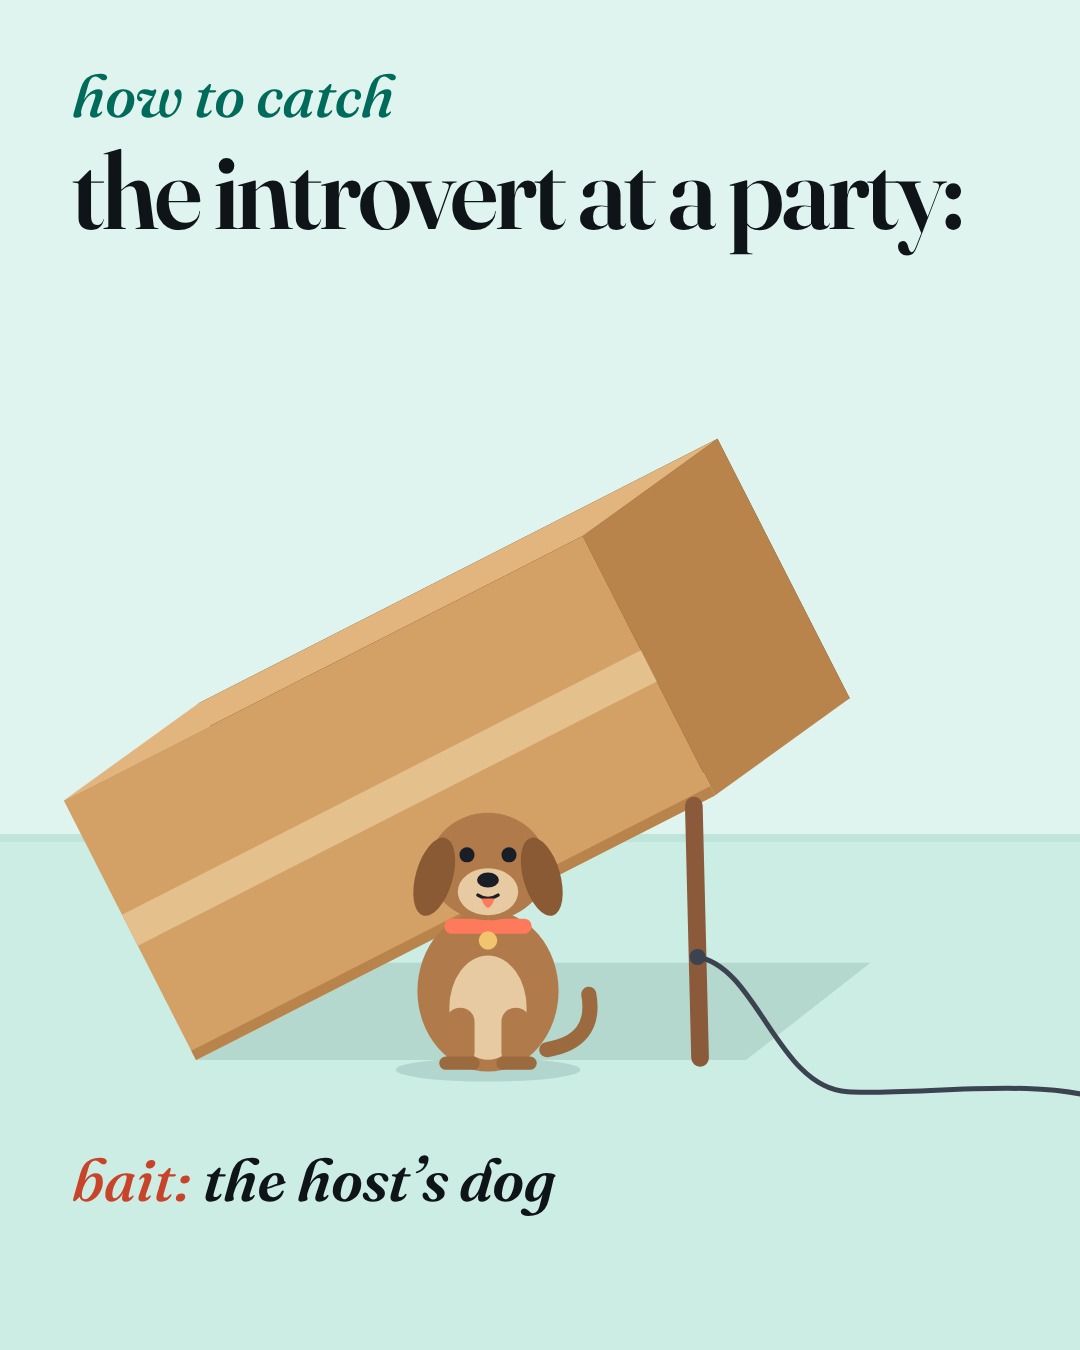 how to catch
the introvert at a party:
bait: the host’s dog